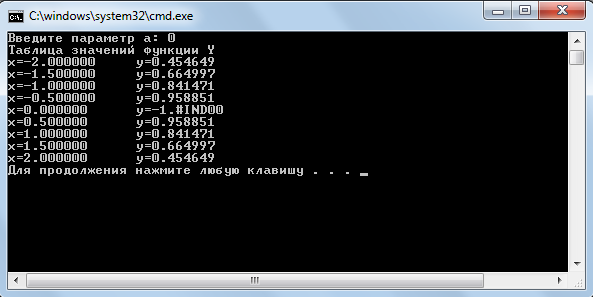 C:\windows\system32\cmd.exe
Введите параметр a: 0
Таблица значений функции Y
x=-2.000000 y=0.454649
x=-1.500000 y=0.664997
x=-1.000000 y=0.841471
x=-0.500000 y=0.958851
x=0.000000 y=-1.#IND00
x=0.500000 y=0.958851
x=1.000000 y=0.841471
x=1.500000 y=0.664997
x=2.000000 y=0.454649
Для продолжения нажмите любую клавишу . . . _